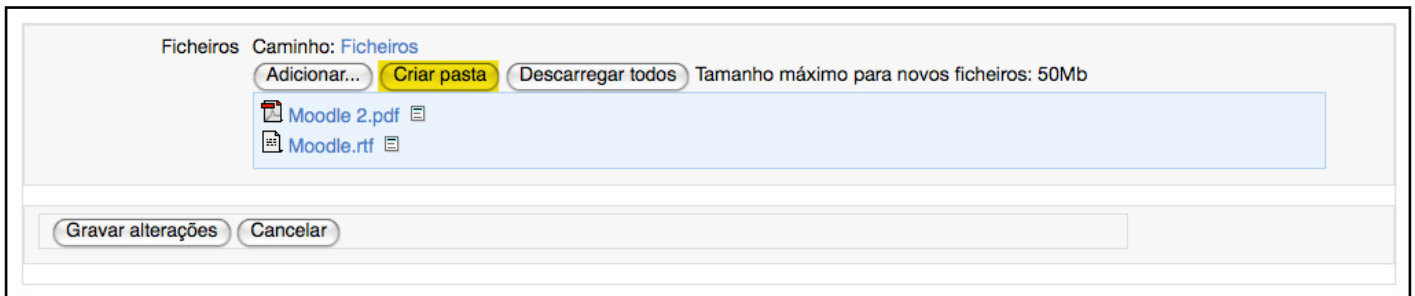 Ficheiros Caminho: Ficheiros
Adicionar... Criar pasta Descarregar todos Tamanho máximo para novos ficheiros: 50Mb
Moodle 2.pdf
Moodle.rtf
Gravar alterações Cancelar